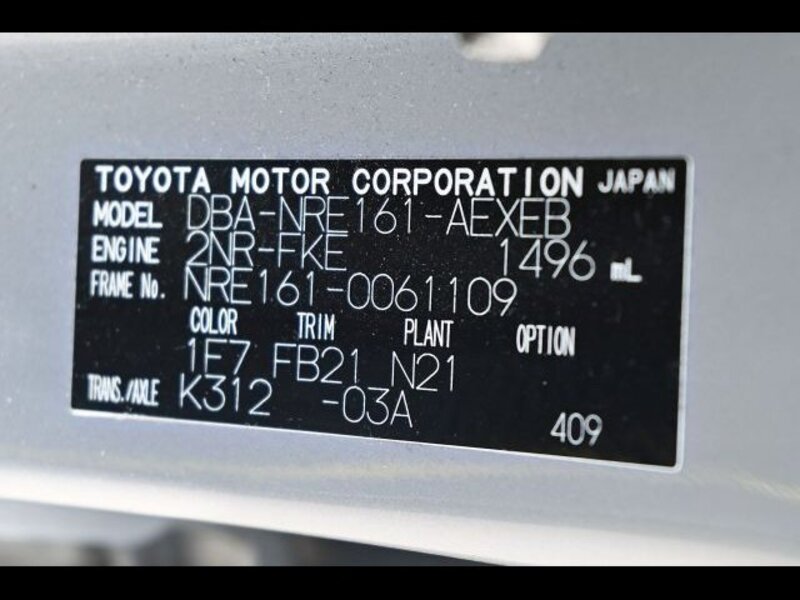 TOYOTA MOTOR CORPORATION JAPAN
MODEL DBA-NRE161-AEXEB
ENGINE 2NR-FKE 1496 mL
FRAME No. NRE161-0061109
COLOR TRIM PLANT OPTION
1F7 FB21 N21
TRANS./AXLE K312 -03A
409